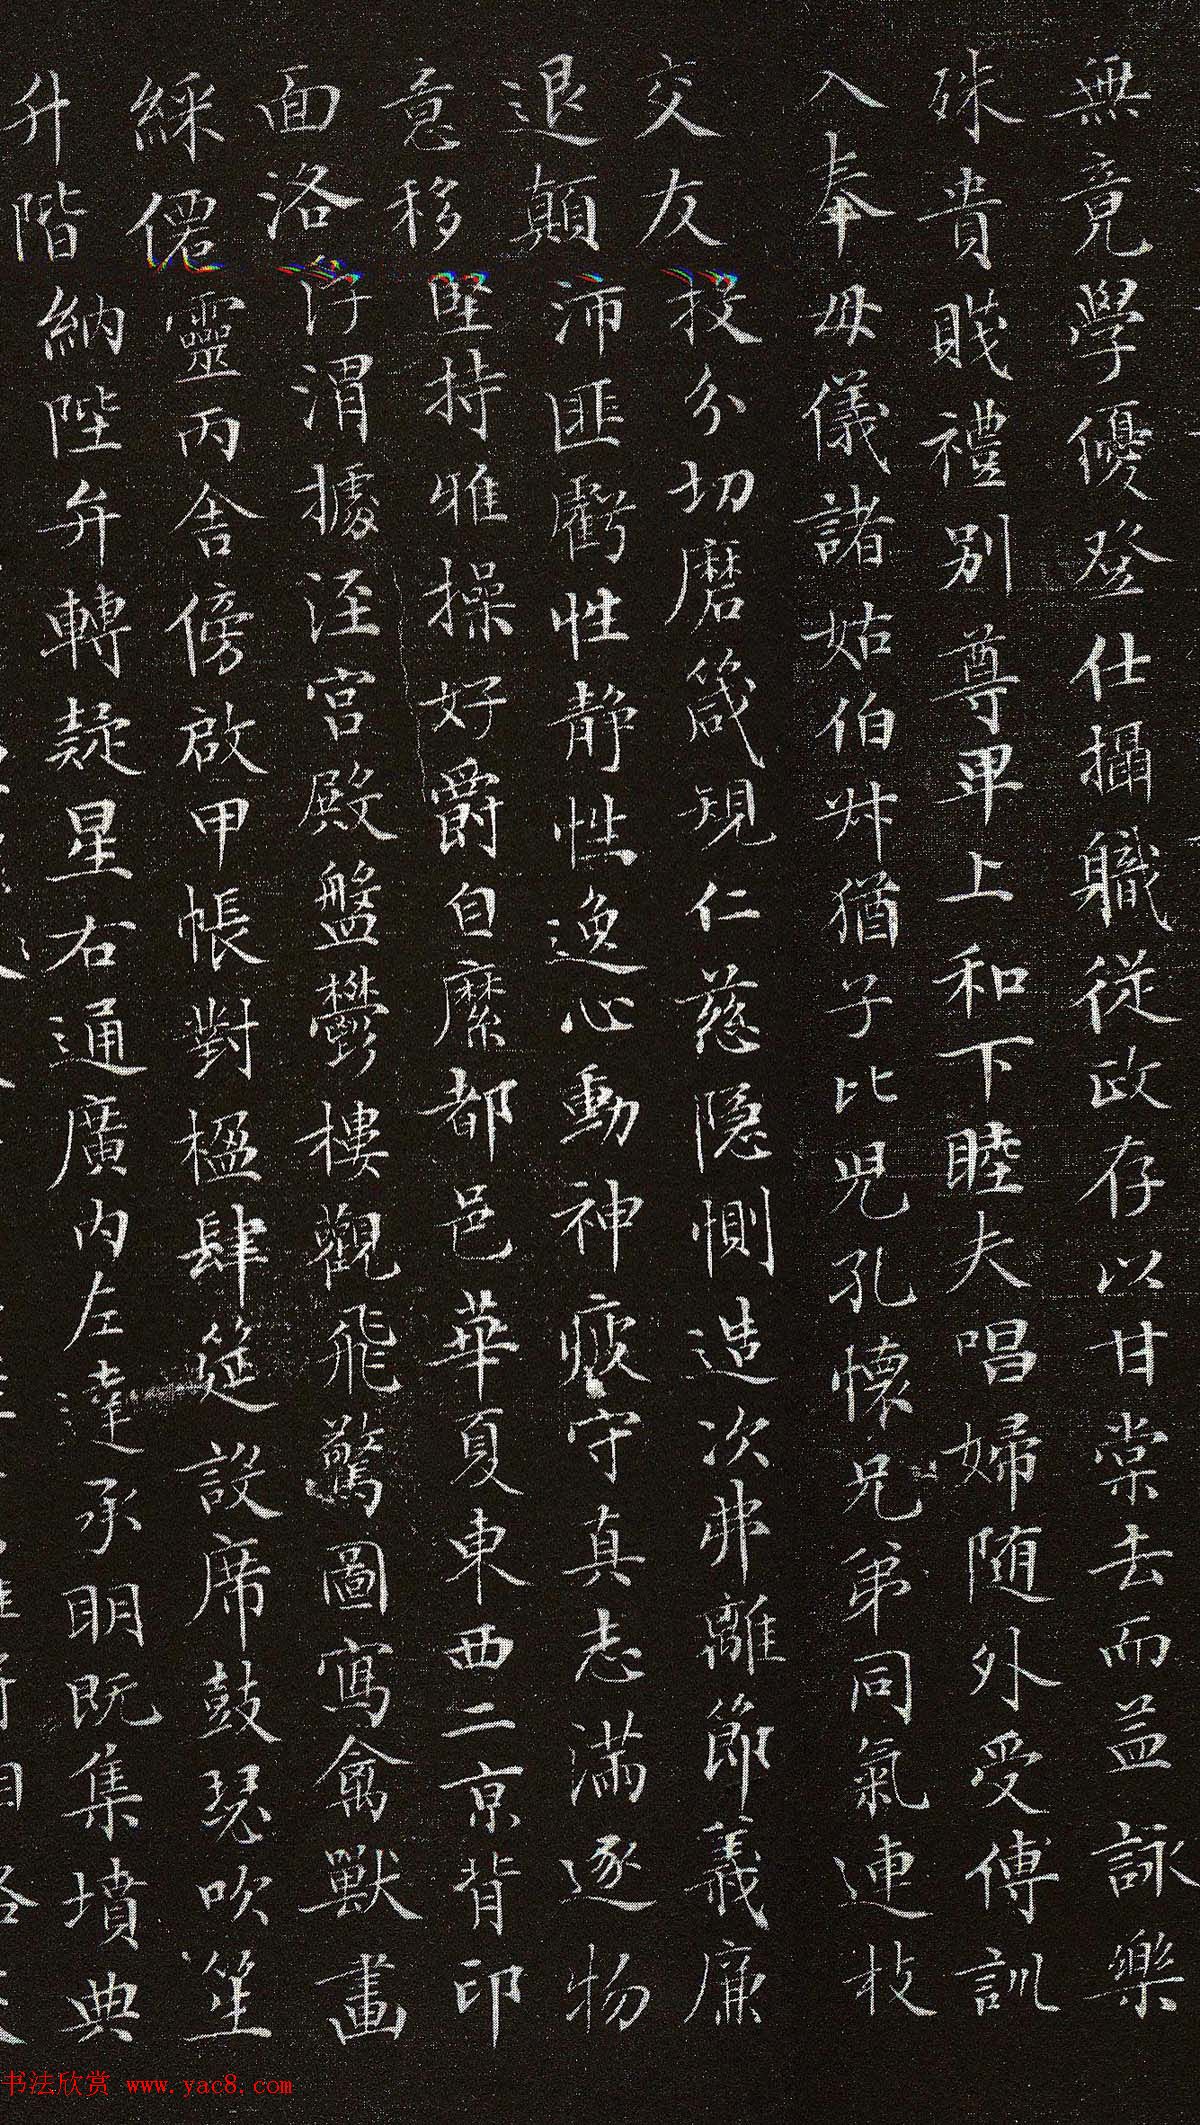 無竟學優登仕攝職從政存以甘棠去而益詠樂
殊貴賤禮別尊卑上和下睦夫唱婦隨外受傅訓
入奉母儀諸姑伯叔猶子比兒孔懷兄弟同氣連枝
交友投分切磨箴規仁慈隱惻造次弗離節義廉
退顛沛匪虧性静性逸心動神疲守真志滿逐物
意移堅持雅操好爵自縻都邑華夏東西二京背邙
面洛浮渭據涇宮殿盤鬱樓觀飛驚圖寫禽獸畫
綵僊靈丙舍傍啟甲帳對楹肆筵設席鼓瑟吹笙
升階納陛弁轉疑星右通廣内左達承明既集墳典
书法欣赏 www.yac8.com